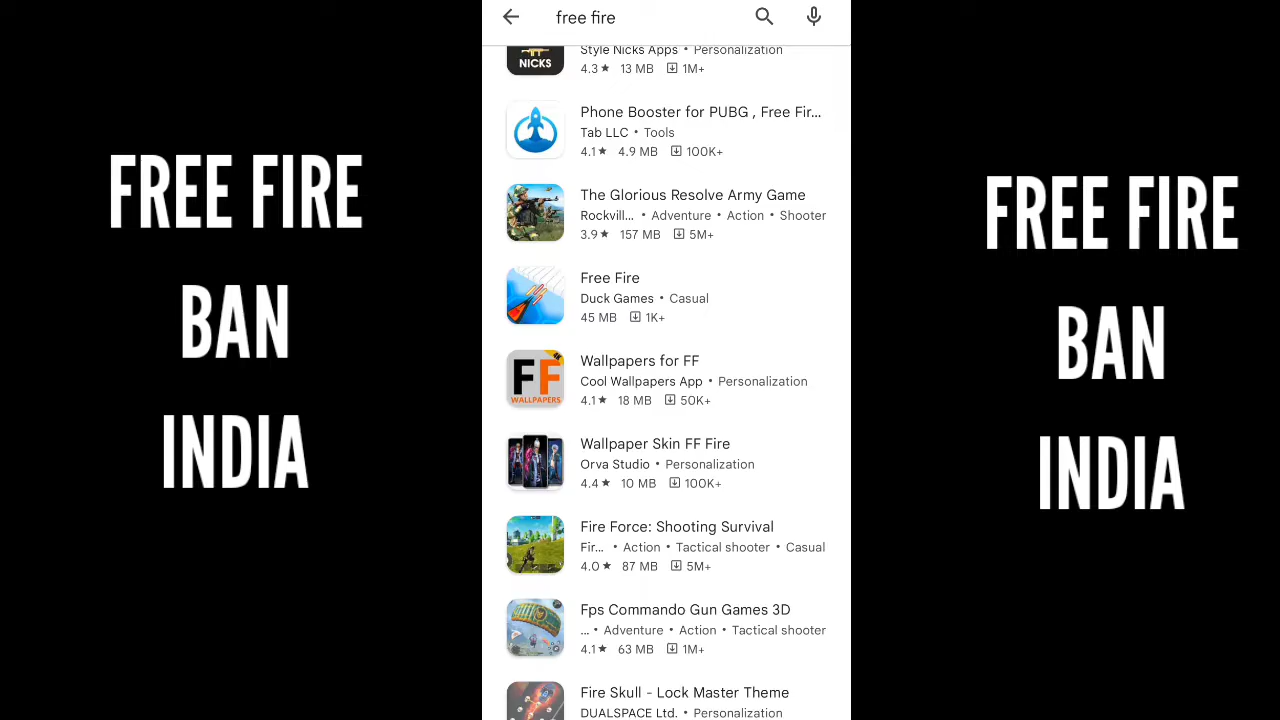 FREE FIRE
BAN
INDIA
free fire
NICKS
Style Nicks Apps • Personalization
4.3★ 13 MB 1M+
Phone Booster for PUBG , Free Fir...
Tab LLC • Tools
4.1★ 4.9 MB 100K+
The Glorious Resolve Army Game
Rockvill... • Adventure • Action • Shooter
3.9★ 157 MB 5M+
Free Fire
Duck Games • Casual
45 MB 1K+
4K
FF
WALLPAPERS
Wallpapers for FF
Cool Wallpapers App • Personalization
4.1★ 18 MB 50K+
Wallpaper Skin FF Fire
Orva Studio • Personalization
4.4★ 10 MB 100K+
Fire Force: Shooting Survival
Fir... • Action • Tactical shooter • Casual
4.0★ 87 MB 5M+
Fps Commando Gun Games 3D
... • Adventure • Action • Tactical shooter
4.1★ 63 MB 1M+
Fire Skull - Lock Master Theme
DUALSPACE Ltd. • Personalization
FREE FIRE
BAN
INDIA